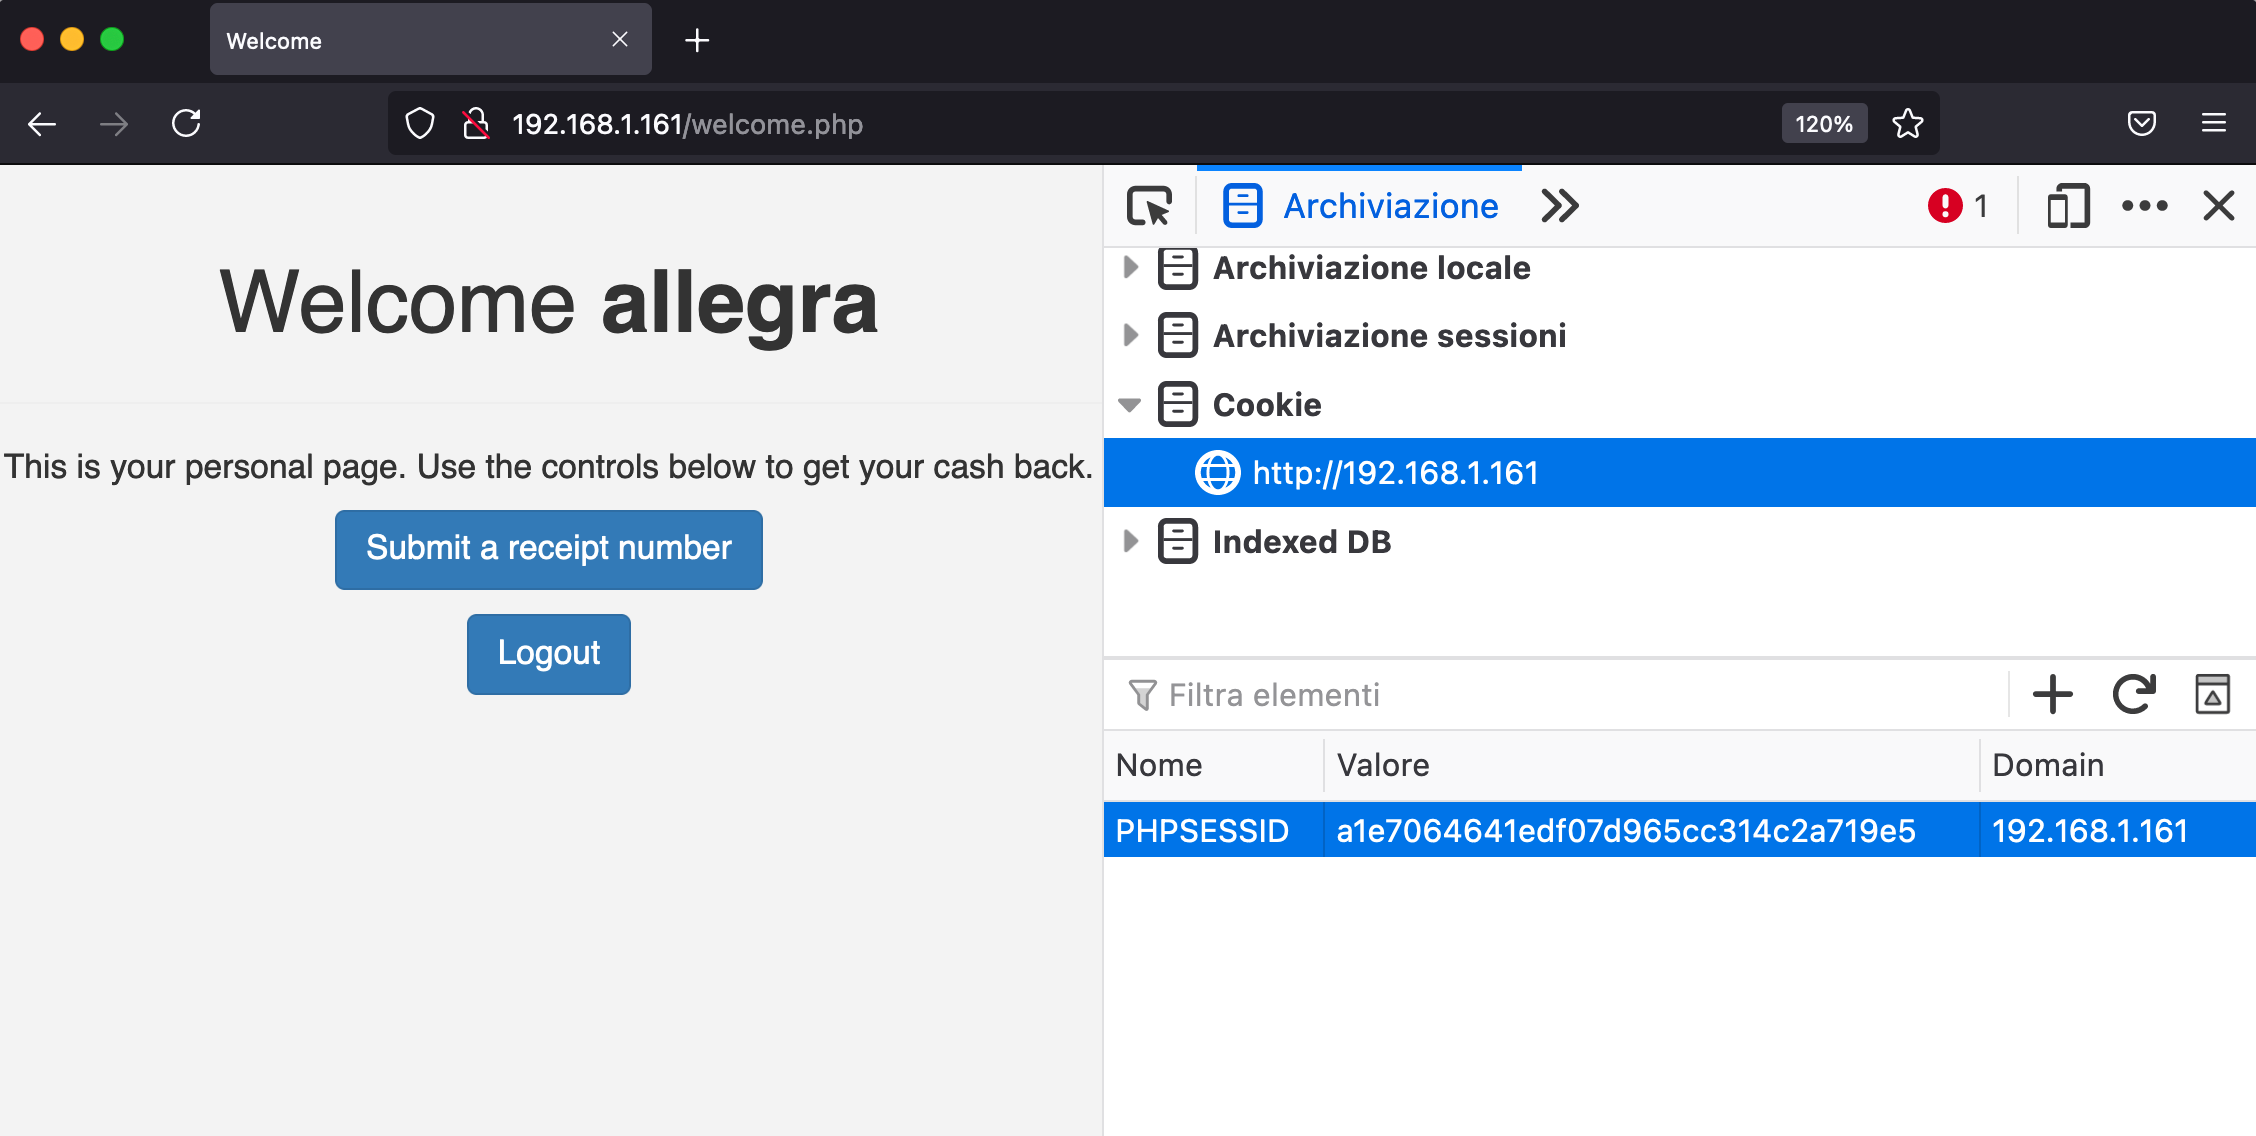 Welcome
192.168.1.161/welcome.php
120%
Welcome allegra
This is your personal page. Use the controls below to get your cash back.
Submit a receipt number
Logout
Archiviazione
1
Archiviazione locale
Archiviazione sessioni
Cookie
http://192.168.1.161
Indexed DB
Filtra elementi
Nome Valore Domain
PHPSESSID a1e7064641edf07d965cc314c2a719e5 192.168.1.161